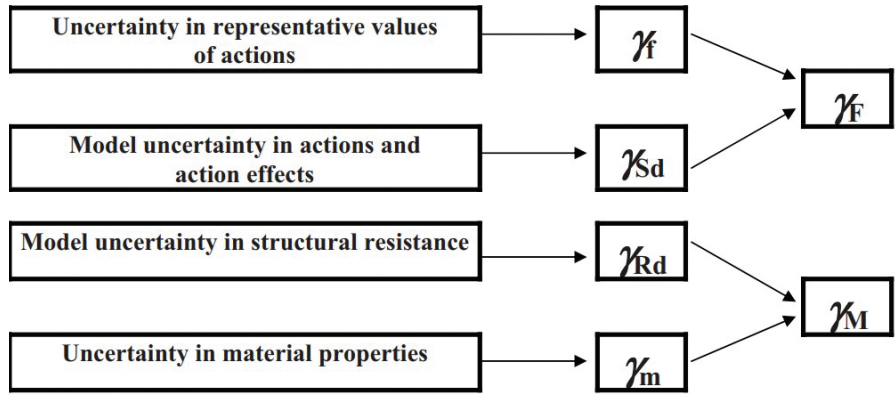 Uncertainty in representative values
of actions
γf
γF
Model uncertainty in actions and
action effects
γSd
Model uncertainty in structural resistance
γRd
γM
Uncertainty in material properties
γm